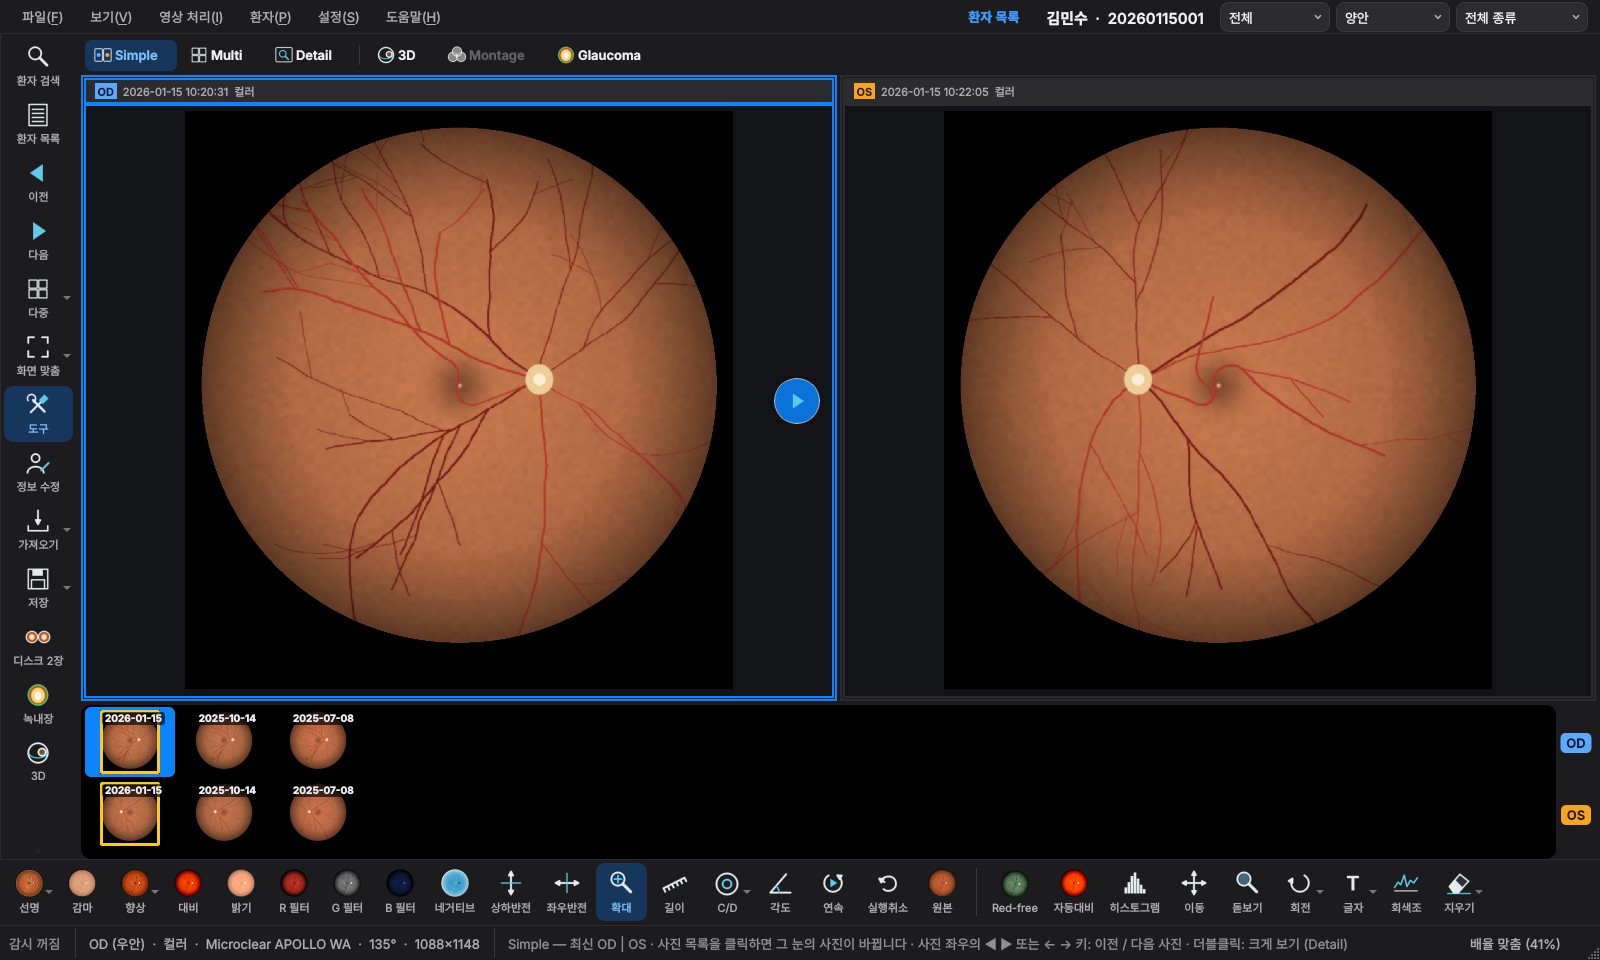 파일(F) 보기(V) 영상 처리(I) 환자(P) 설정(S) 도움말(H) 환자 목록 김민수 · 20260115001 전체 양안 전체 종류
환자 검색
환자 목록
이전
다음
다중
화면 맞춤
도구
정보 수정
가져오기
저장
디스크 2장
녹내장
3D
Simple Multi Detail 3D Montage Glaucoma
OD 2026-01-15 10:20:31 컬러
OS 2026-01-15 10:22:05 컬러
2026-01-15 2025-10-14 2025-07-08
OD
2026-01-15 2025-10-14 2025-07-08
OS
선명 감마 향상 대비 밝기 R 필터 G 필터 B 필터 네거티브 상하반전 좌우반전 확대 길이 C/D 각도 연속 실행취소 원본 Red-free 자동대비 히스토그램 이동 돋보기 회전 글자 회색조 지우기
감시 꺼짐 OD (우안) · 컬러 · Microclear APOLLO WA · 135° · 1088×1148 Simple — 최신 OD | OS · 사진 목록을 클릭하면 그 눈의 사진이 바뀝니다 · 사진 좌우의 ◀ ▶ 또는 ← → 키: 이전 / 다음 사진 · 더블클릭: 크게 보기 (Detail) 배율 맞춤 (41%)